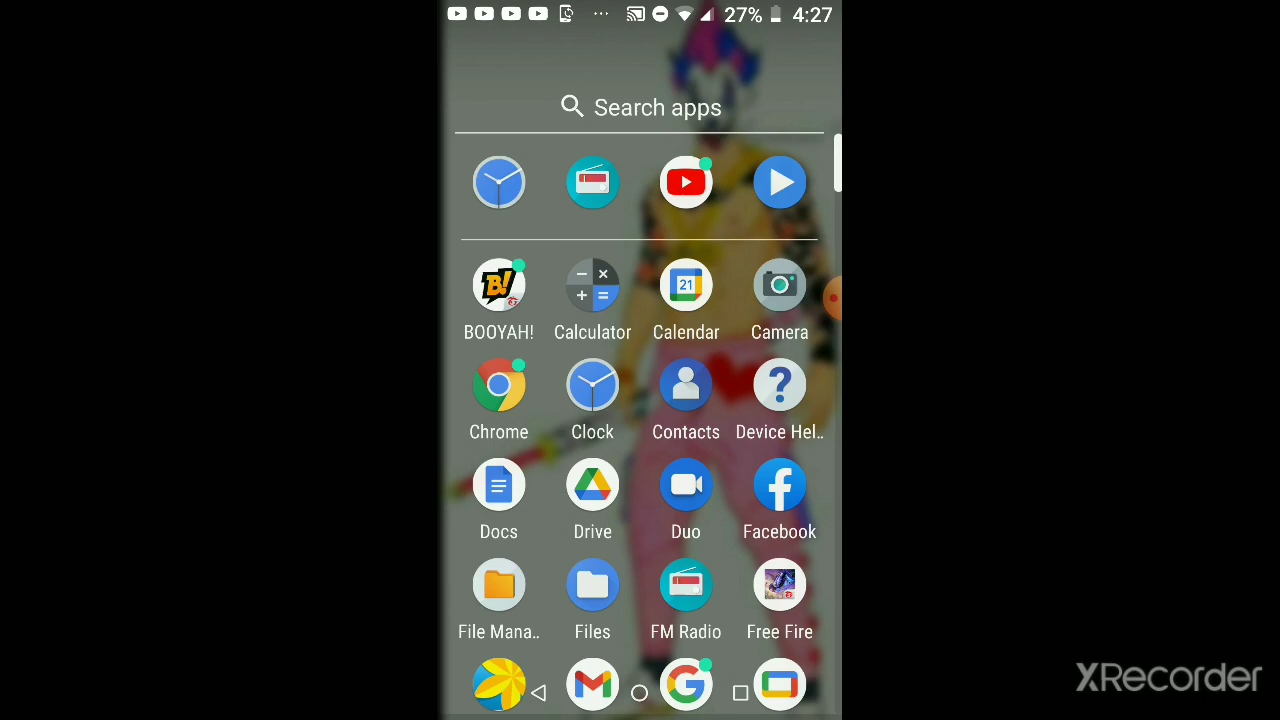 27% 4:27
Search apps
B!
21
BOOYAH! Calculator Calendar Camera
Chrome Clock Contacts Device Hel..
Docs Drive Duo Facebook
File Mana.. Files FM Radio Free Fire
XRecorder